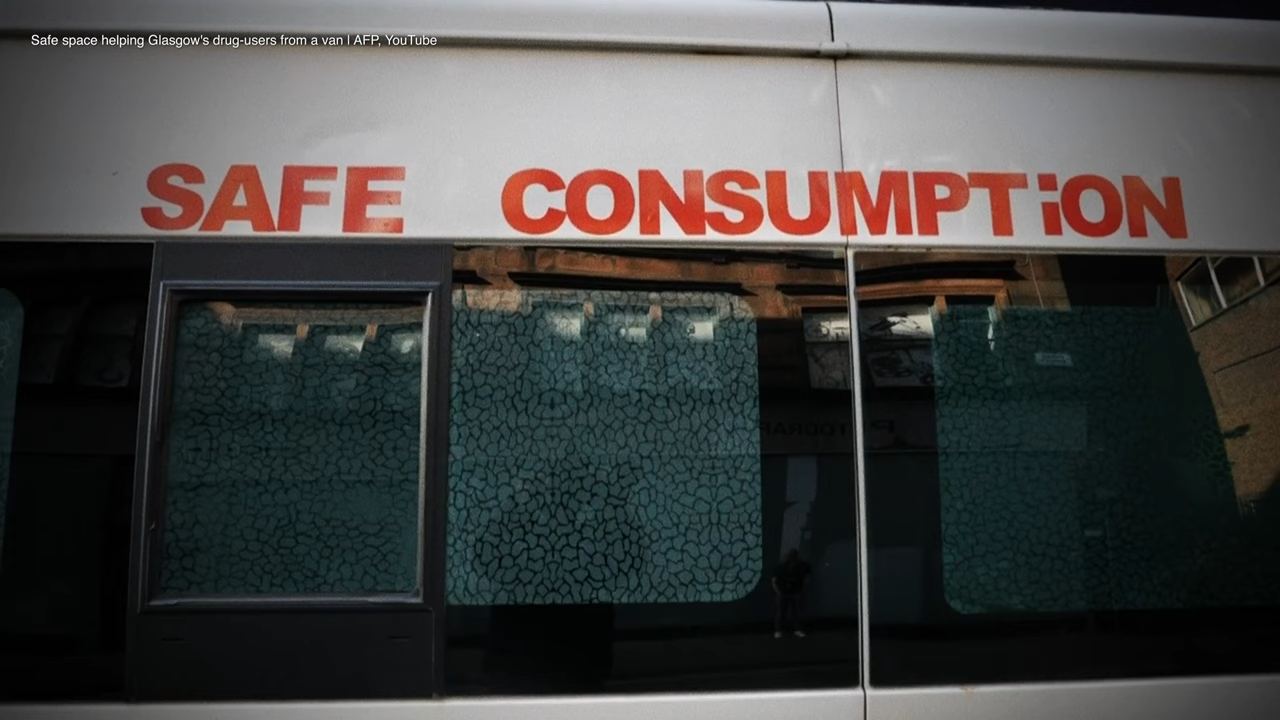 Safe space helping Glasgow's drug-users from a van | AFP, YouTube
SAFE CONSUMPTiON